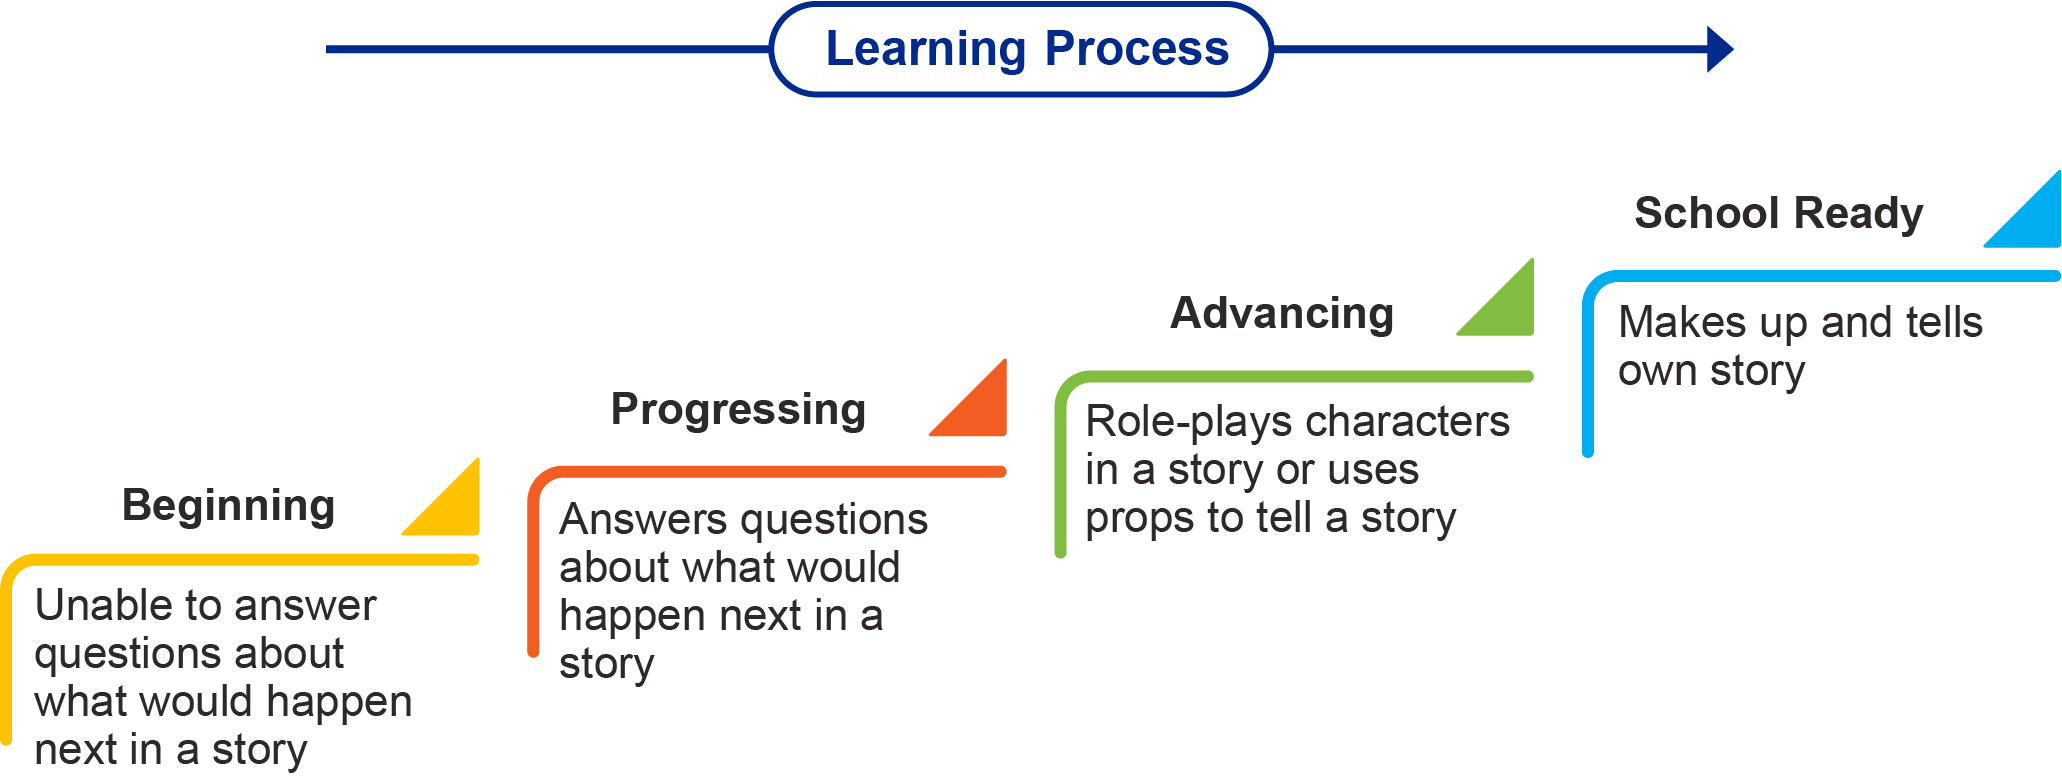 Learning Process
Beginning
Unable to answer
questions about
what would happen
next in a story
Progressing
Answers questions
about what would
happen next in a
story
Advancing
Role-plays characters
in a story or uses
props to tell a story
School Ready
Makes up and tells
own story